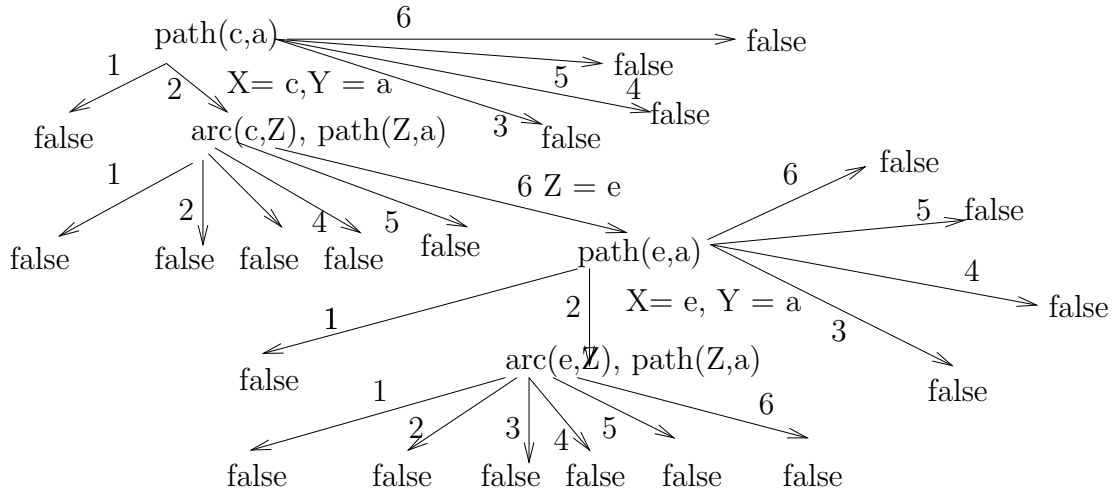 6
path(c,a)
false
1
2
X= c,Y = a
5
false
4
false
false
arc(c,Z), path(Z,a)
3
false
1
2
4
5
6 Z = e
6
false
5
false
false
false
false
false
false
path(e,a)
4
false
1
2
X= e, Y = a
3
false
arc(e,Z), path(Z,a)
false
1
2
3
4
5
6
false
false
false
false
false
false